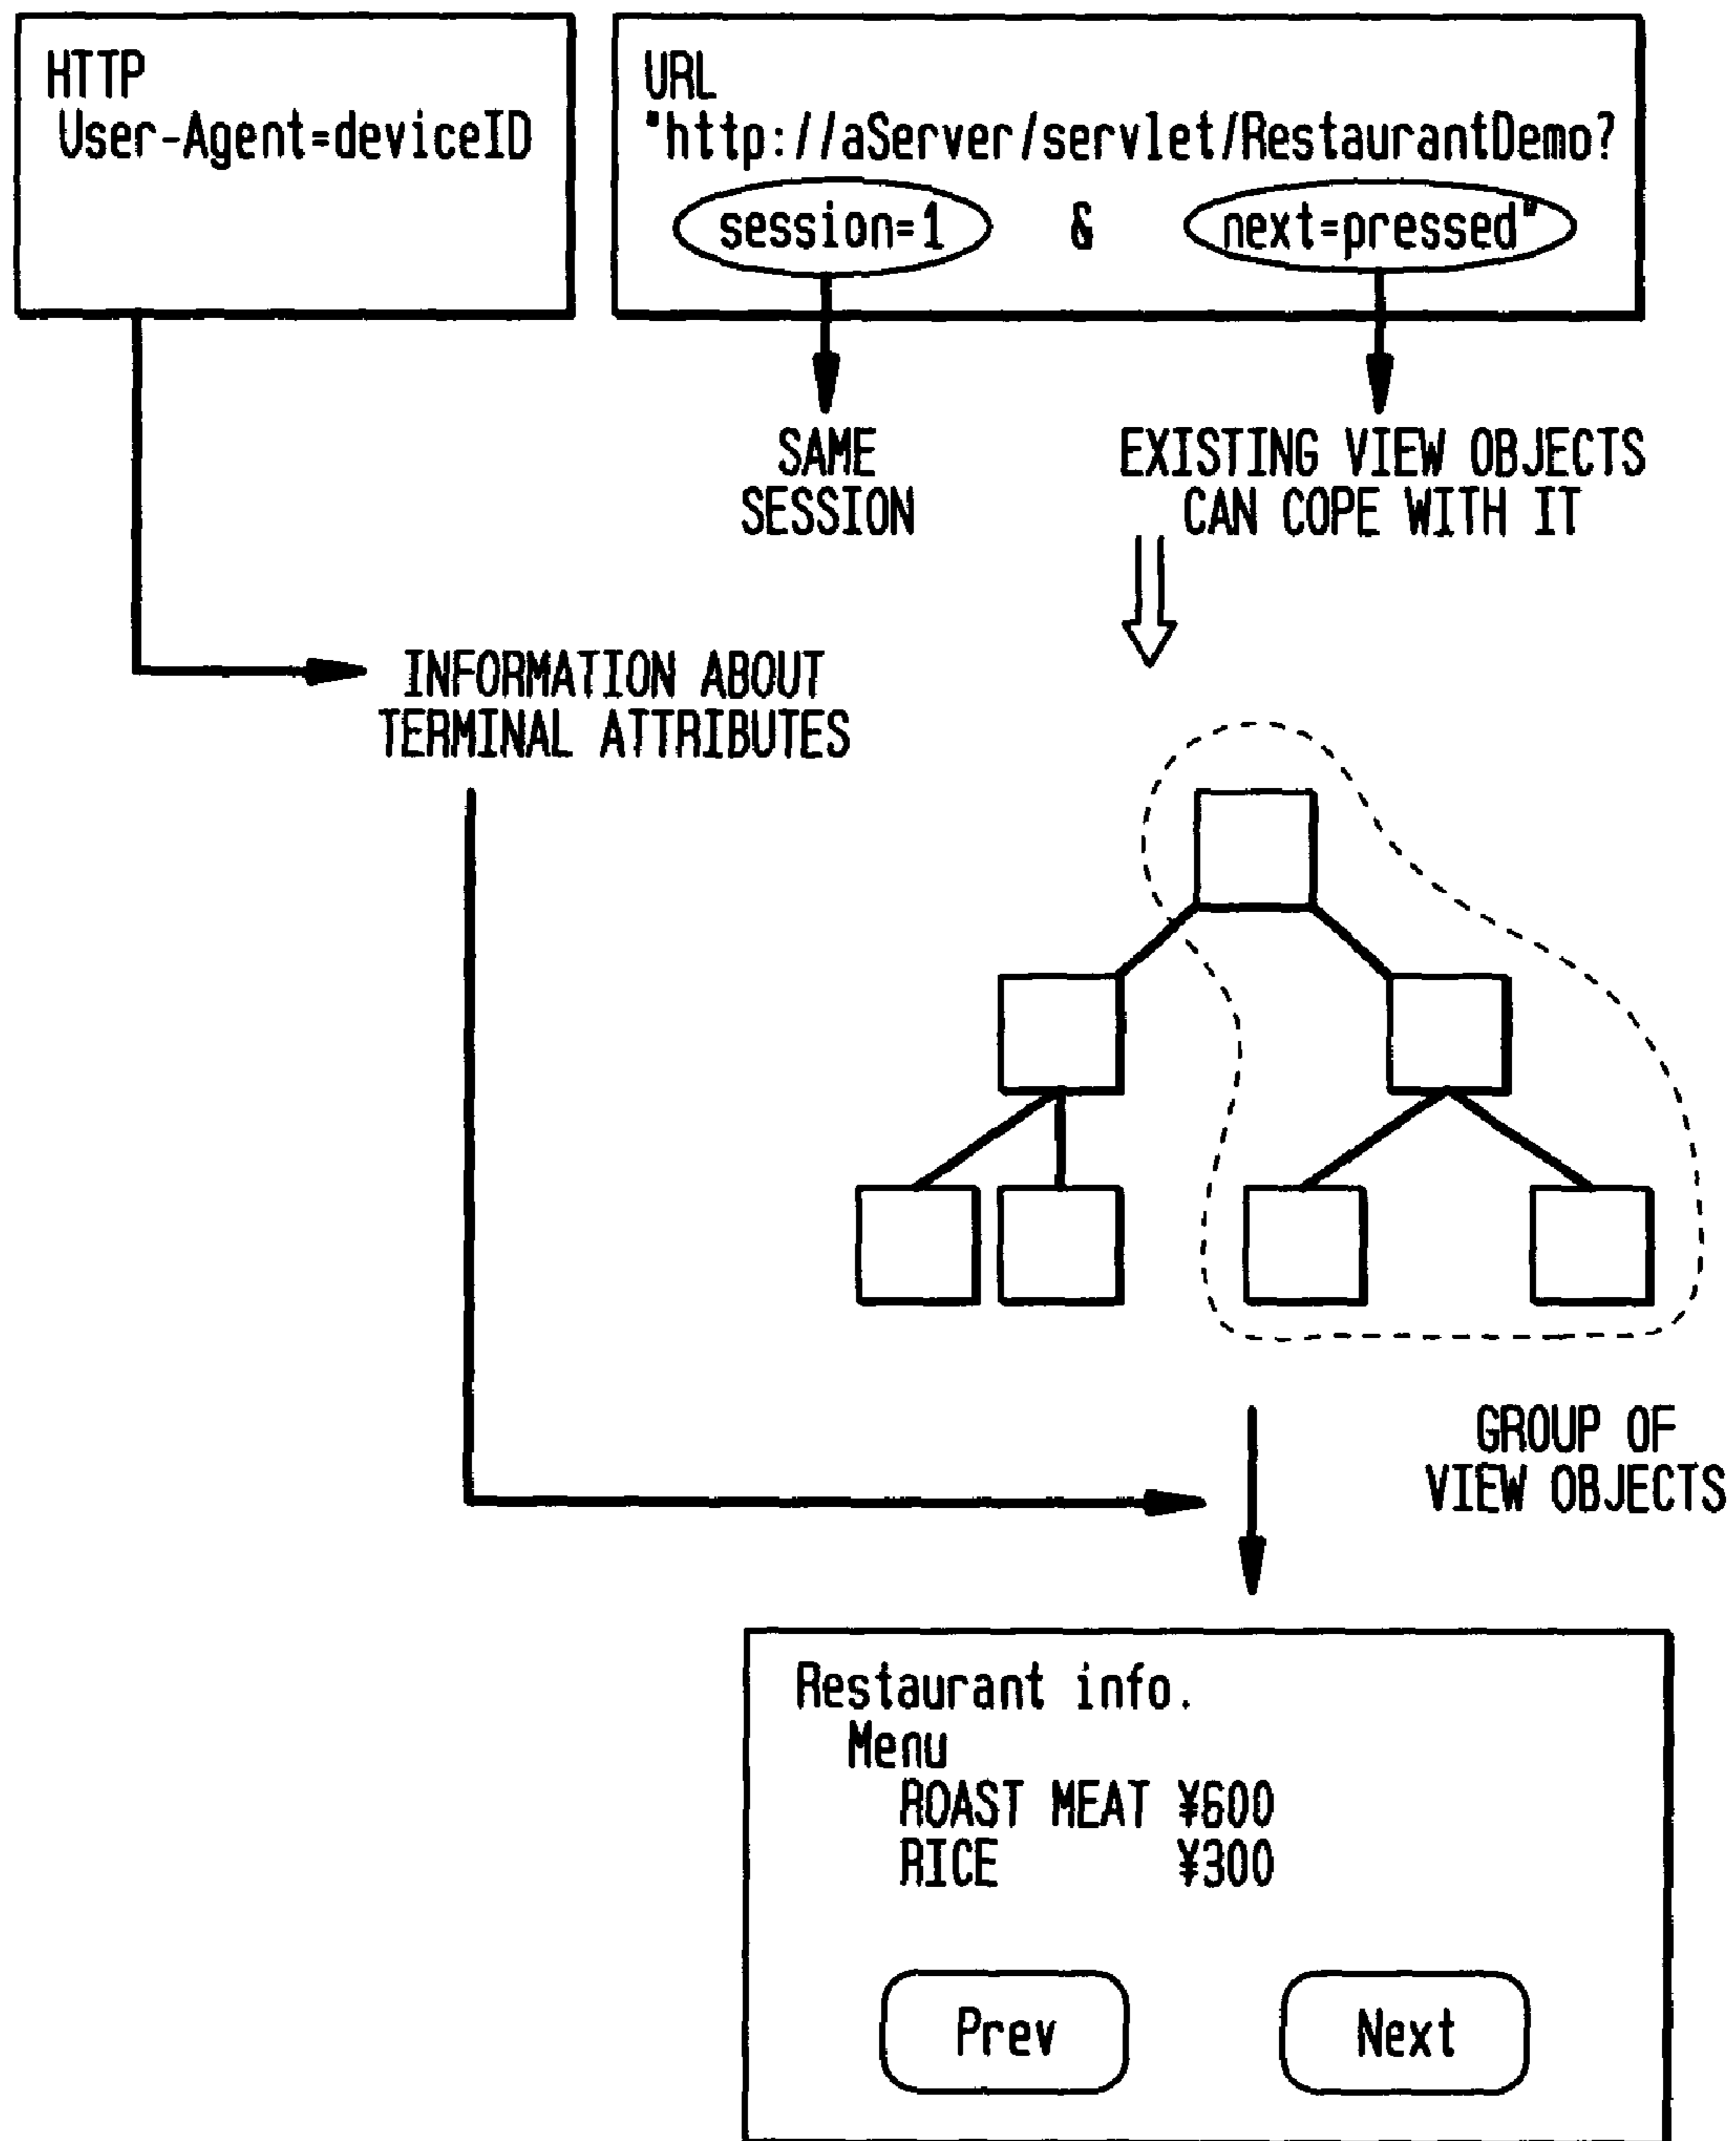 HTTP
User-Agent=deviceID
URL
"http://aServer/servlet/RestaurantDemo?
session=1 & next=pressed"
SAME
SESSION
EXISTING VIEW OBJECTS
CAN COPE WITH IT
INFORMATION ABOUT
TERMINAL ATTRIBUTES
GROUP OF
VIEW OBJECTS
Restaurant info.
Menu
ROAST MEAT ¥600
RICE ¥300
Prev Next